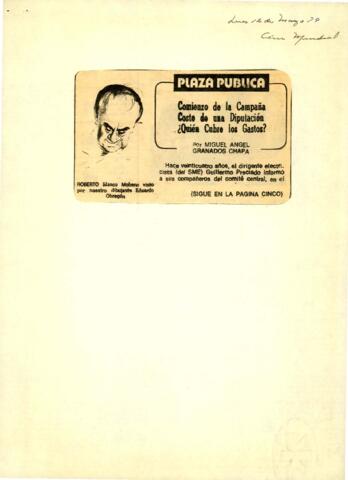 Lunes 12 de Marzo 79
PLAZA PUBLICA
Comienzo de la Campaña
Costo de una Diputación
¿Quién Cubre los Gastos?
Por MIGUEL ANGEL
GRANADOS CHAPA
Hace veinticuatro años, el dirigente electri-
cista (del SME) Guillermo Preciado informó
a sus compañeros del comité central, en el
(SIGUE EN LA PAGINA CINCO)
ROBERTO Blanco Moheno visto
por nuestro dibujante Eduardo
Obregón